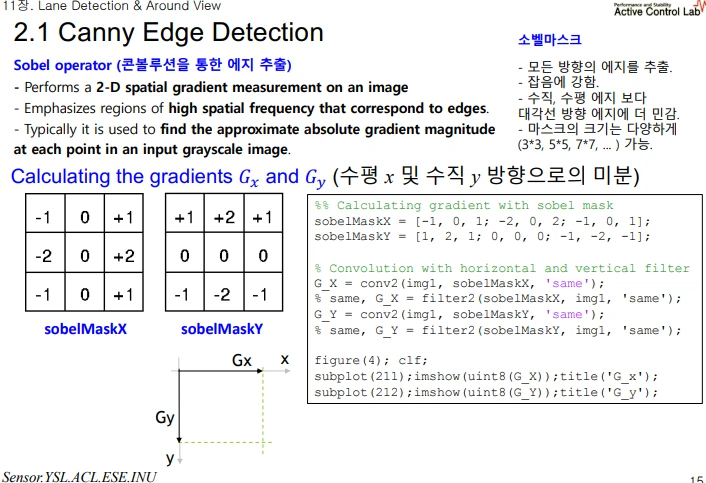 11장. Lane Detection & Around View
Performance and Stability
Active Control Lab
2.1 Canny Edge Detection
Sobel operator (콘볼루션을 통한 에지 추출)
- Performs a 2-D spatial gradient measurement on an image
- Emphasizes regions of high spatial frequency that correspond to edges.
- Typically it is used to find the approximate absolute gradient magnitude
at each point in an input grayscale image.
소벨마스크
- 모든 방향의 에지를 추출.
- 잡음에 강함.
- 수직, 수평 에지 보다
대각선 방향 에지에 더 민감.
- 마스크의 크기는 다양하게
(3*3, 5*5, 7*7, ... ) 가능.
Calculating the gradients Gx and Gy (수평 x 및 수직 y 방향으로의 미분)
-1 0 +1
-2 0 +2
-1 0 +1
sobelMaskX
+1 +2 +1
0 0 0
-1 -2 -1
sobelMaskY
%% Calculating gradient with sobel mask
sobelMaskX = [-1, 0, 1; -2, 0, 2; -1, 0, 1];
sobelMaskY = [1, 2, 1; 0, 0, 0; -1, -2, -1];
% Convolution with horizontal and vertical filter
G_X = conv2(img1, sobelMaskX, 'same');
% same, G_X = filter2(sobelMaskX, img1, 'same');
G_Y = conv2(img1, sobelMaskY, 'same');
% same, G_Y = filter2(sobelMaskY, img1, 'same');
figure(4); clf;
subplot(211);imshow(uint8(G_X));title('G_x');
subplot(212);imshow(uint8(G_Y));title('G_y');
Gx x
Gy
y
Sensor.YSL.ACL.ESE.INU
15